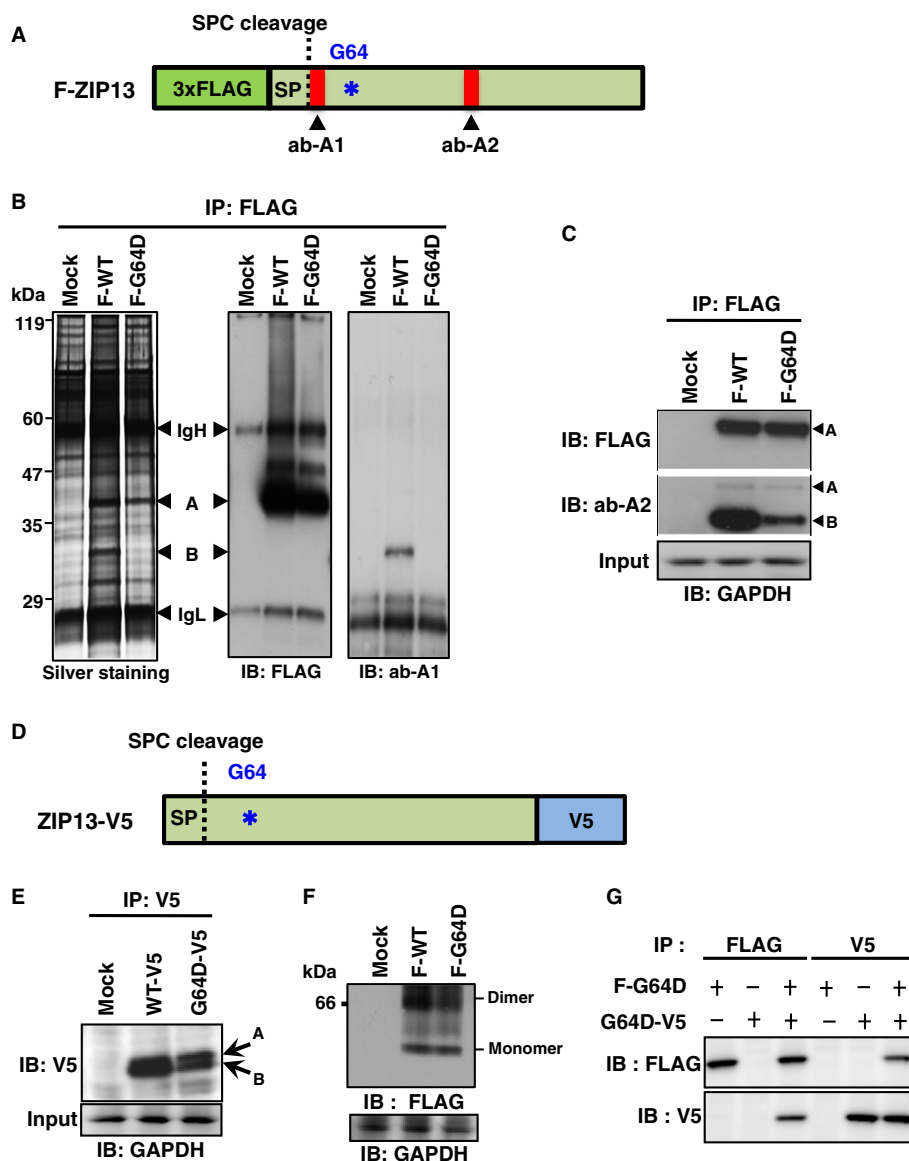 A
SPC cleavage
G64
F-ZIP13
3xFLAG
SP
*
ab-A1
ab-A2
B
IP: FLAG
kDa
Mock
F-WT
F-G64D
Mock
F-WT
F-G64D
Mock
F-WT
F-G64D
119
60
47
35
29
IgH
A
B
IgL
Silver staining
IB: FLAG
IB: ab-A1
C
IP: FLAG
Mock
F-WT
F-G64D
IB: FLAG
A
IB: ab-A2
A
B
Input
IB: GAPDH
D
SPC cleavage
G64
ZIP13-V5
SP
*
V5
E
IP: V5
Mock
WT-V5
G64D-V5
IB: V5
A
B
Input
IB: GAPDH
F
kDa
Mock
F-WT
F-G64D
66
Dimer
Monomer
IB : FLAG
IB: GAPDH
G
IP : FLAG V5
F-G64D + − + + − +
G64D-V5 − + + − + +
IB : FLAG
IB : V5